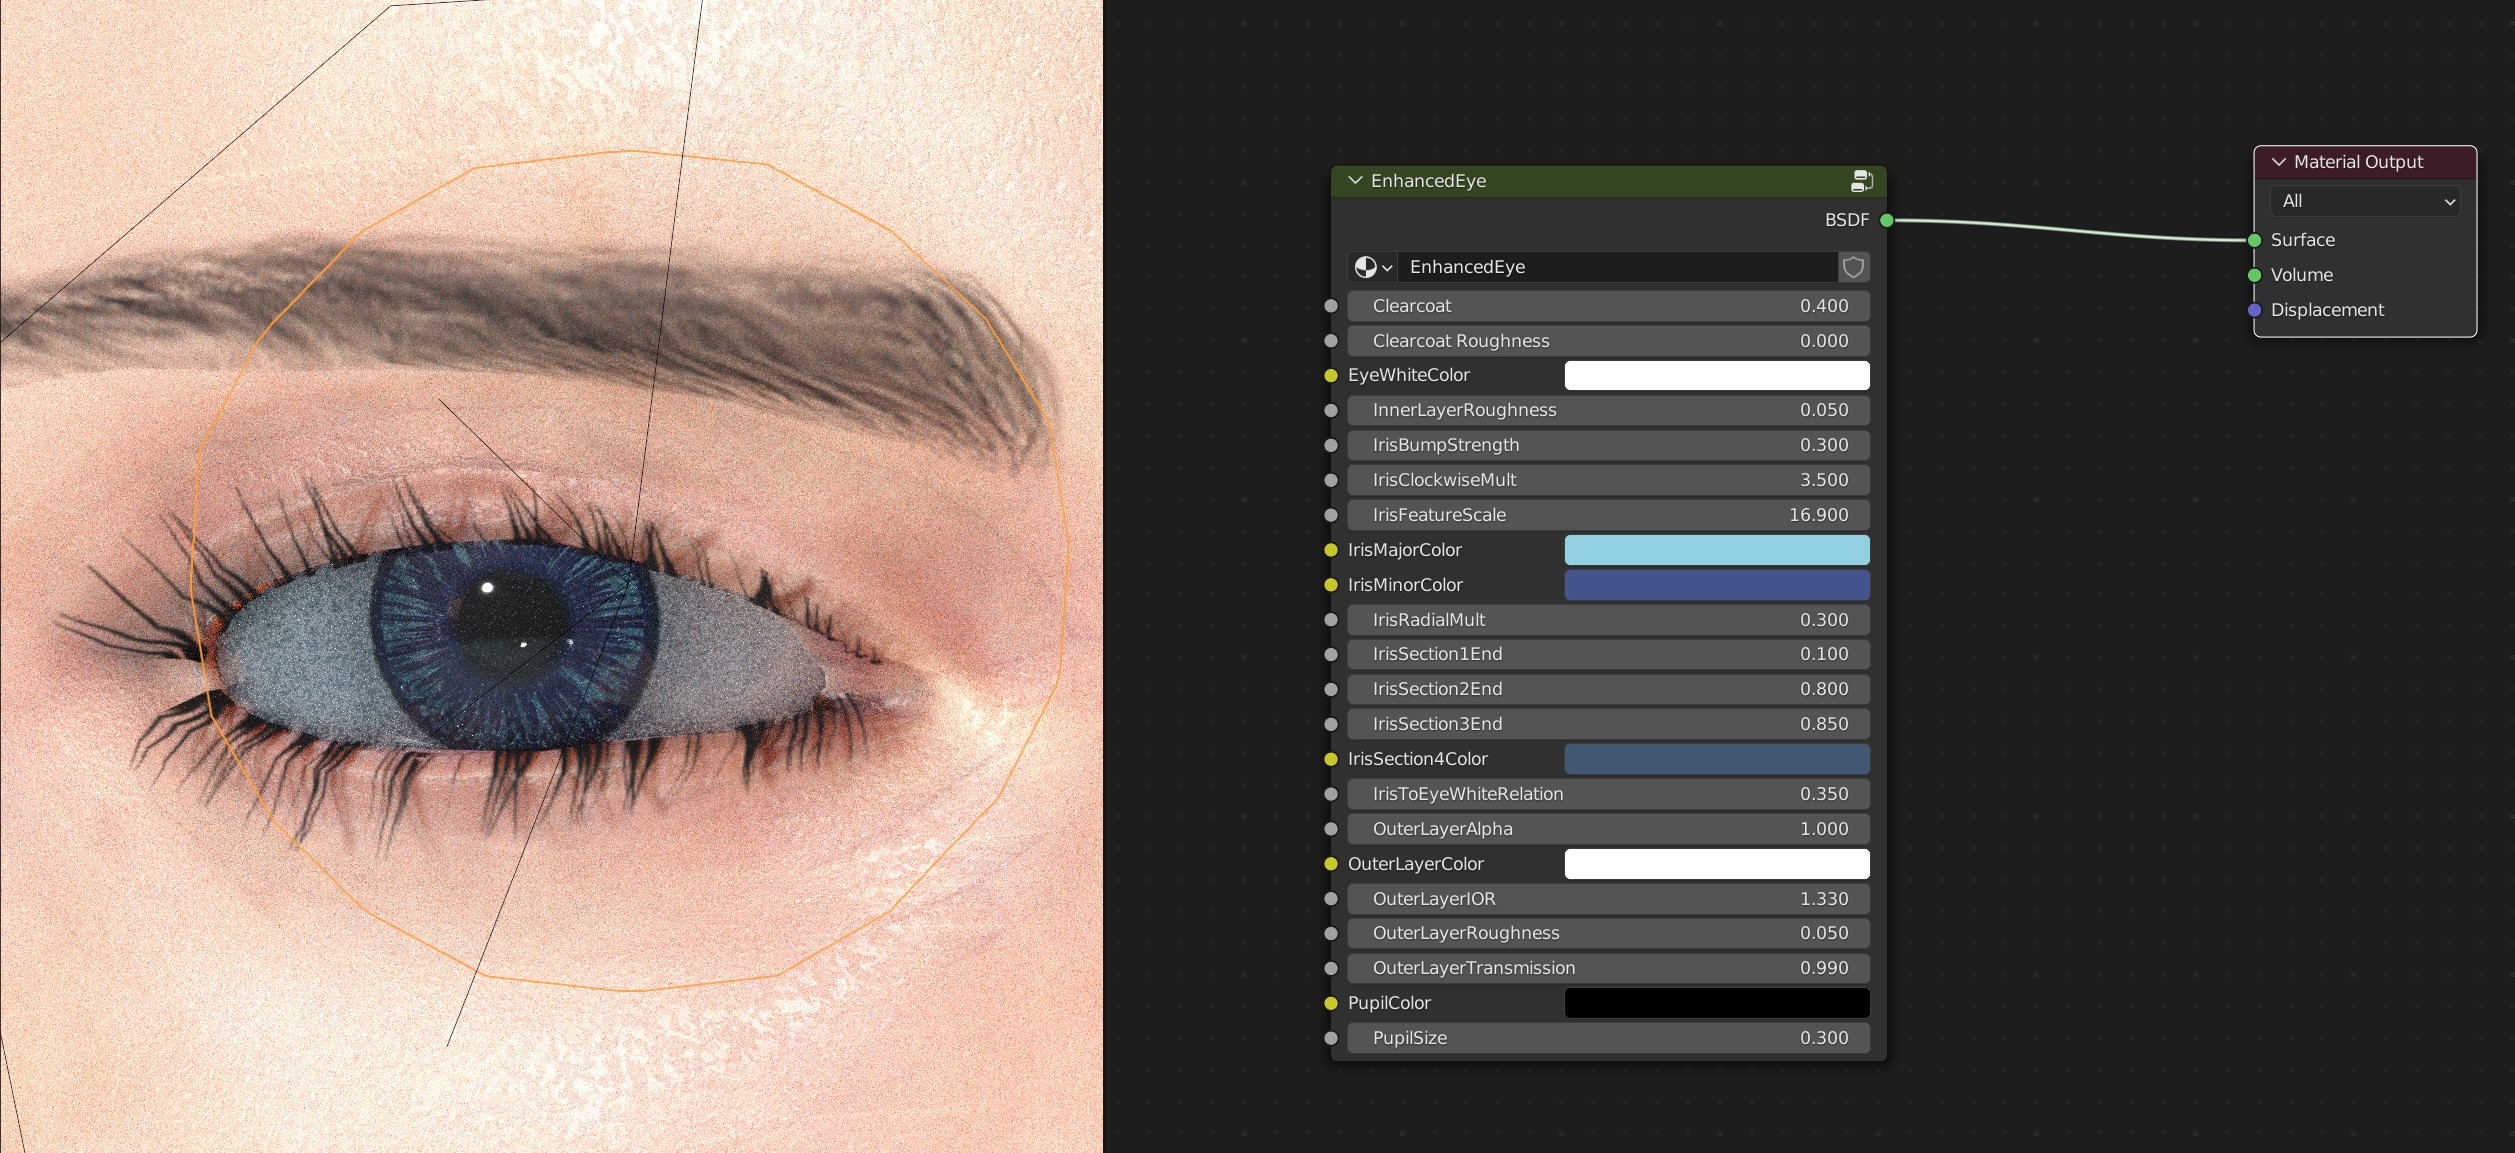 EnhancedEye
BSDF
EnhancedEye
Clearcoat 0.400
Clearcoat Roughness 0.000
EyeWhiteColor
InnerLayerRoughness 0.050
IrisBumpStrength 0.300
IrisClockwiseMult 3.500
IrisFeatureScale 16.900
IrisMajorColor
IrisMinorColor
IrisRadialMult 0.300
IrisSection1End 0.100
IrisSection2End 0.800
IrisSection3End 0.850
IrisSection4Color
IrisToEyeWhiteRelation 0.350
OuterLayerAlpha 1.000
OuterLayerColor
OuterLayerIOR 1.330
OuterLayerRoughness 0.050
OuterLayerTransmission 0.990
PupilColor
PupilSize 0.300
Material Output
All
Surface
Volume
Displacement